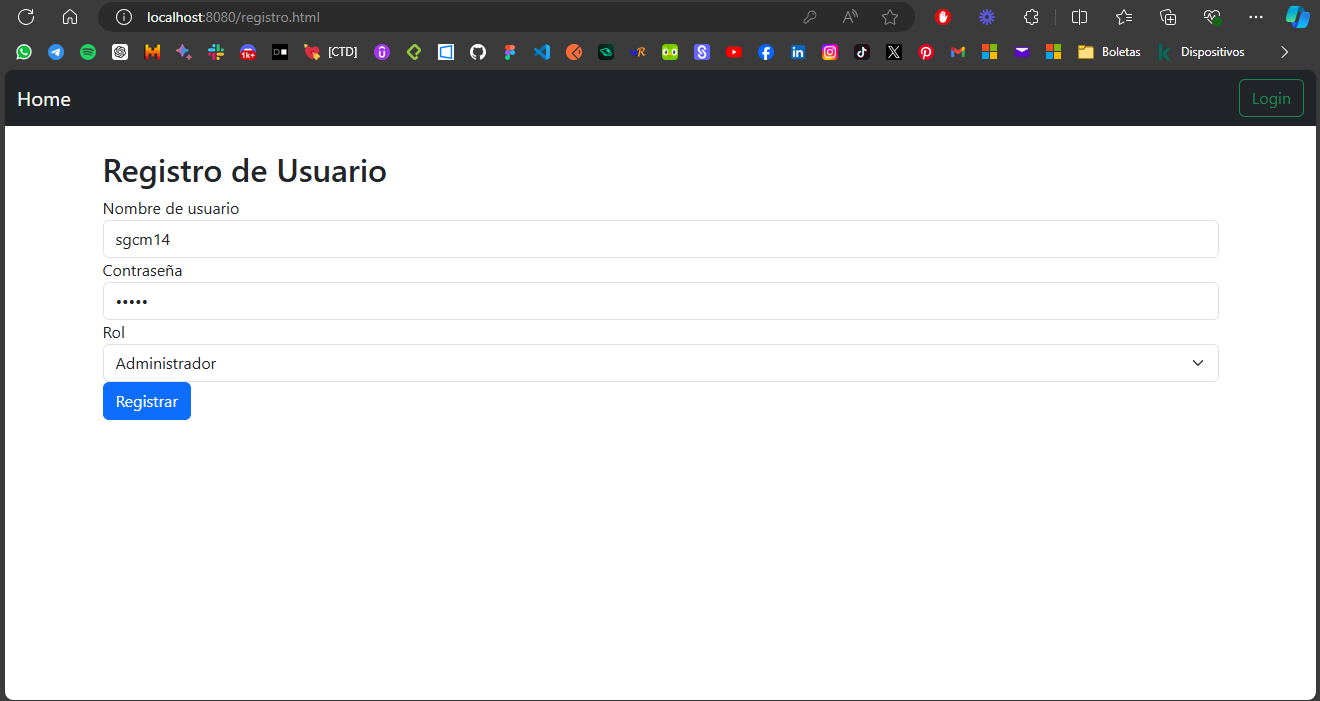 localhost:8080/registro.html
1k+
[CTD]
Boletas
Dispositivos
Home
Login
Registro de Usuario
Nombre de usuario
sgcm14
Contraseña
•••••
Rol
Administrador
Registrar